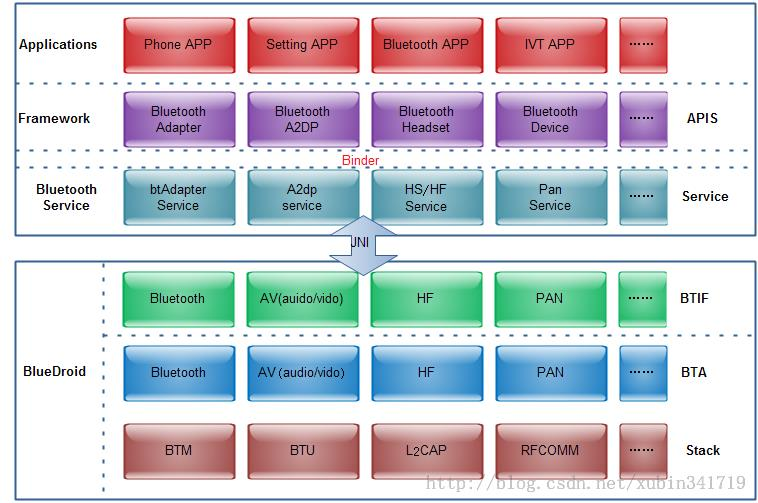 Applications Phone APP Setting APP Bluetooth APP IVT APP ······
Framework Bluetooth Adapter Bluetooth A2DP Bluetooth Headset Bluetooth Device ······ APIS
Binder
Bluetooth Service btAdapter Service A2dp service HS/HF Service Pan Service ······ Service
JNI
Bluetooth AV(auido/vido) HF PAN ······ BTIF
BlueDroid Bluetooth AV (audio/vido) HF PAN ······ BTA
BTM BTU L2CAP RFCOMM ······ Stack
http://blog.csdn.net/xubin341719